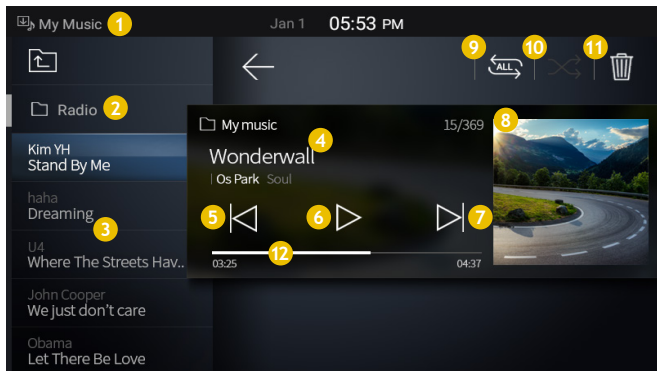 My Music 1
Jan 1 05:53 PM
9 10 11
ALL
Radio 2
My music 15/369 8
4
Wonderwall
Os Park Soul
5 6 7
12
03:25 04:37
Kim YH
Stand By Me
haha
Dreaming
3
U4
Where The Streets Hav..
John Cooper
We just don't care
Obama
Let There Be Love